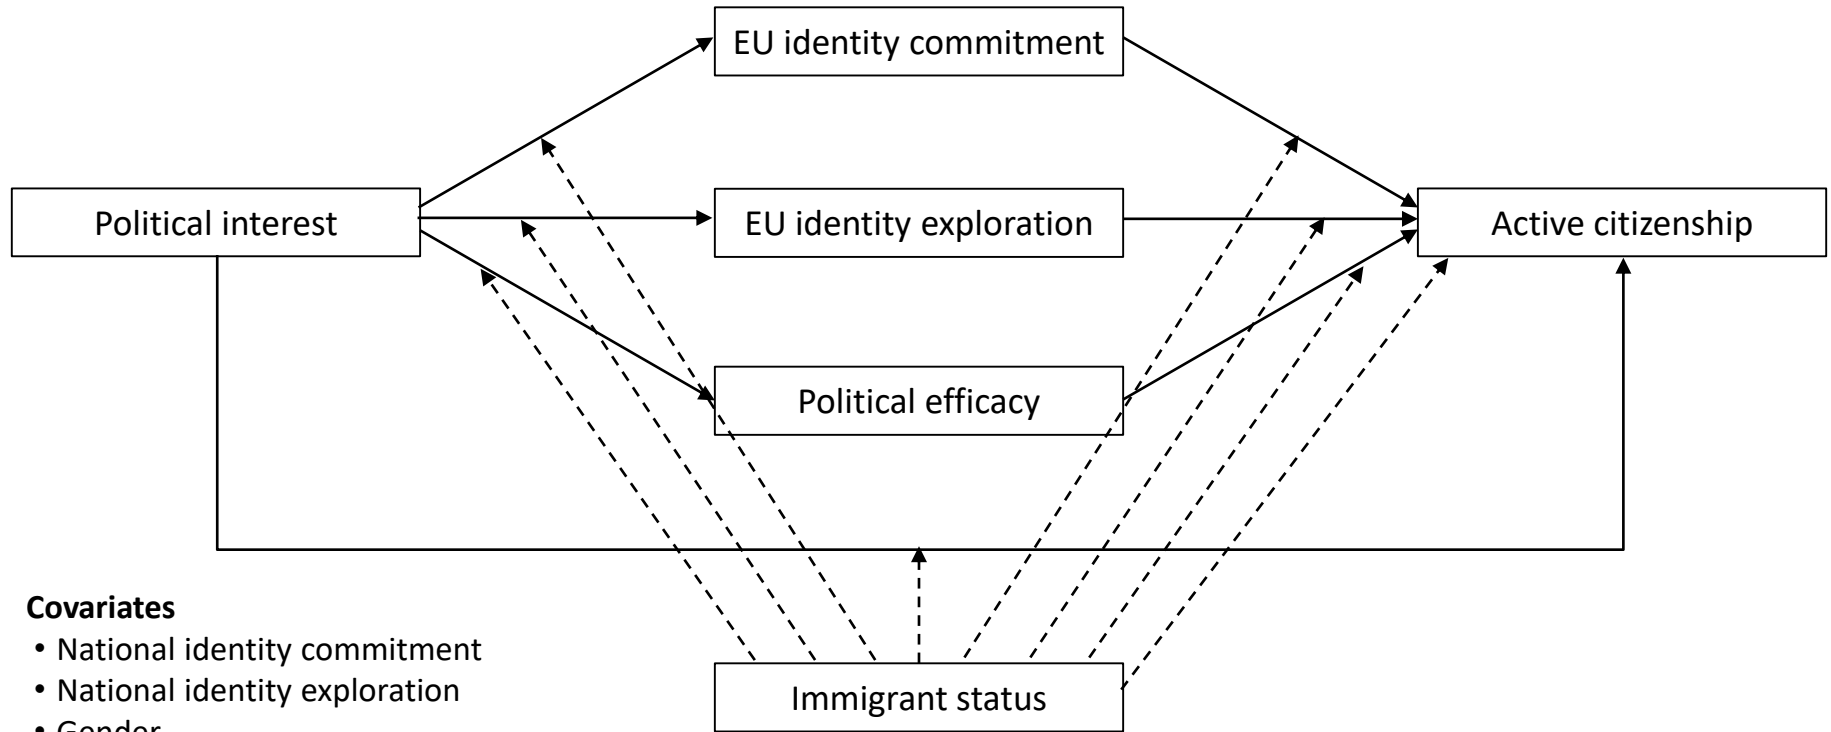 EU identity commitment
Political interest
EU identity exploration
Active citizenship
Political efficacy
Covariates
• National identity commitment
• National identity exploration
• Gender
Immigrant status